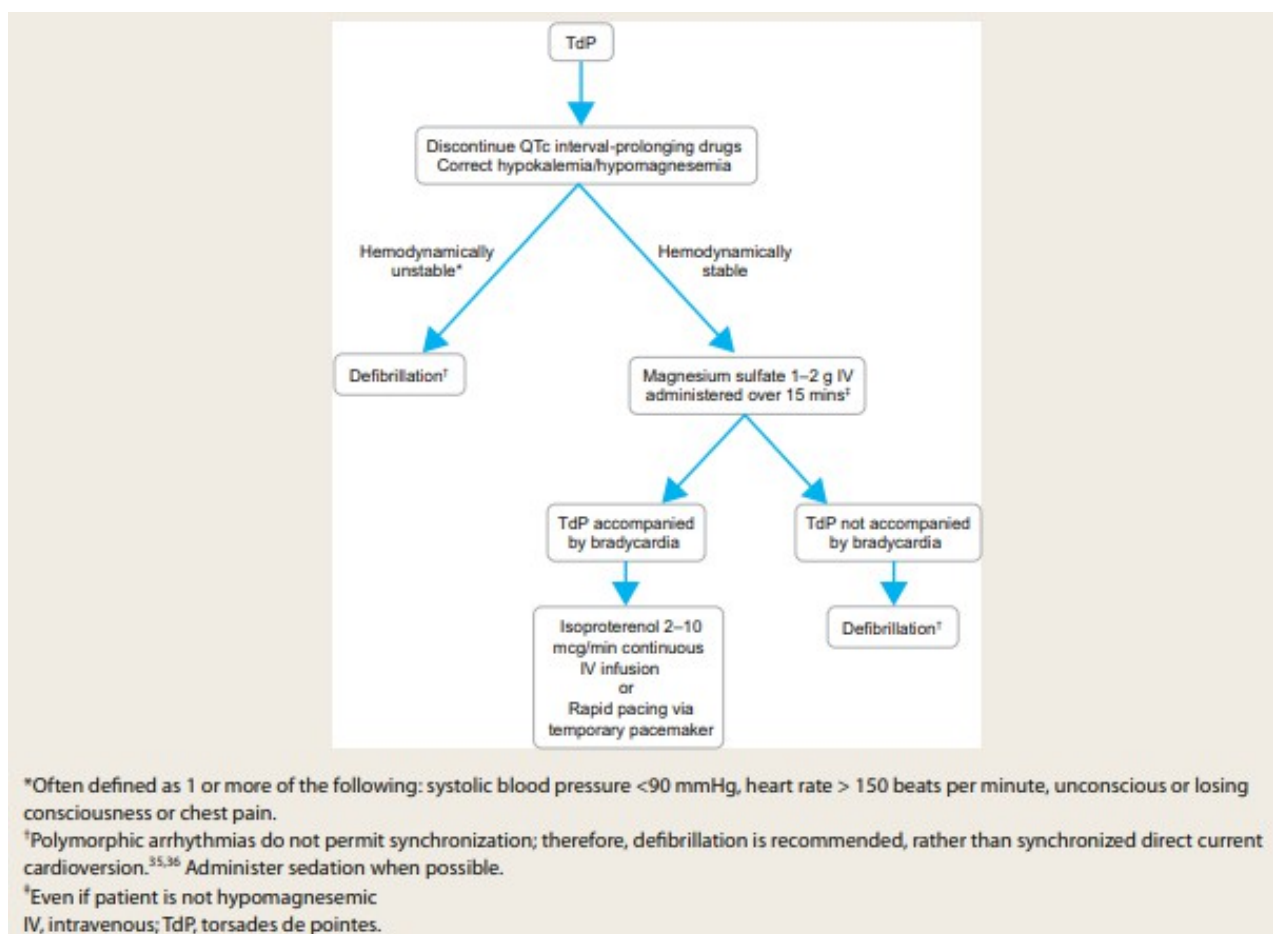 TdP
Discontinue QTc interval-prolonging drugs
Correct hypokalemia/hypomagnesemia
Hemodynamically
unstable*
Hemodynamically
stable
Defibrillation†
Magnesium sulfate 1–2 g IV
administered over 15 mins‡
TdP accompanied
by bradycardia
TdP not accompanied
by bradycardia
Isoproterenol 2–10
mcg/min continuous
IV infusion
or
Rapid pacing via
temporary pacemaker
Defibrillation†
*Often defined as 1 or more of the following: systolic blood pressure <90 mmHg, heart rate > 150 beats per minute, unconscious or losing
consciousness or chest pain.
†Polymorphic arrhythmias do not permit synchronization; therefore, defibrillation is recommended, rather than synchronized direct current
cardioversion.35,36 Administer sedation when possible.
‡Even if patient is not hypomagnesemic
IV, intravenous; TdP, torsades de pointes.